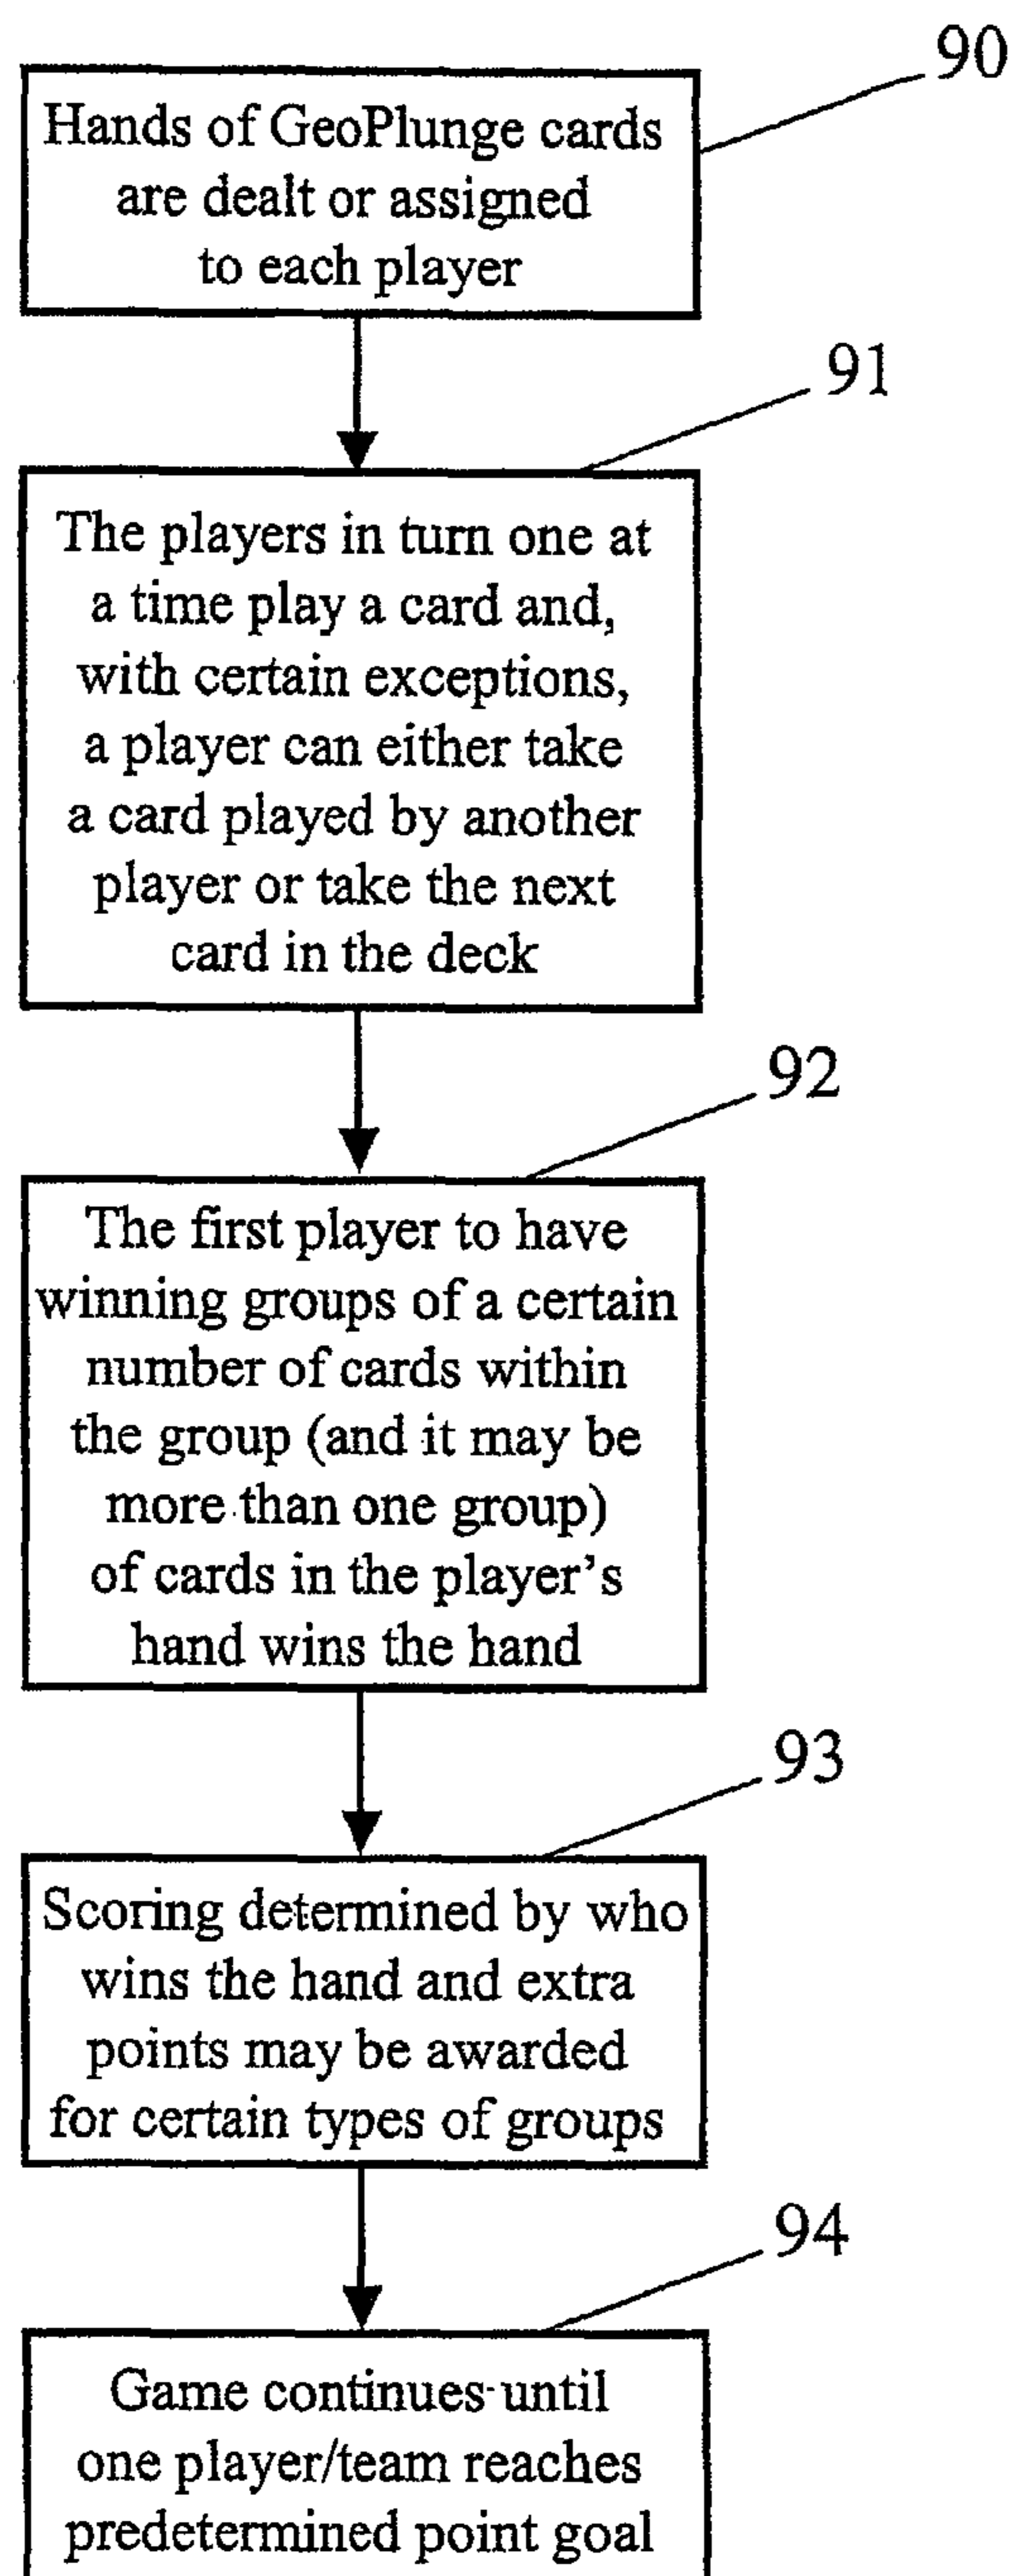 90
Hands of GeoPlunge cards
are dealt or assigned
to each player
91
The players in turn one at
a time play a card and,
with certain exceptions,
a player can either take
a card played by another
player or take the next
card in the deck
92
The first player to have
winning groups of a certain
number of cards within
the group (and it may be
more than one group)
of cards in the player's
hand wins the hand
93
Scoring determined by who
wins the hand and extra
points may be awarded
for certain types of groups
94
Game continues until
one player/team reaches
predetermined point goal